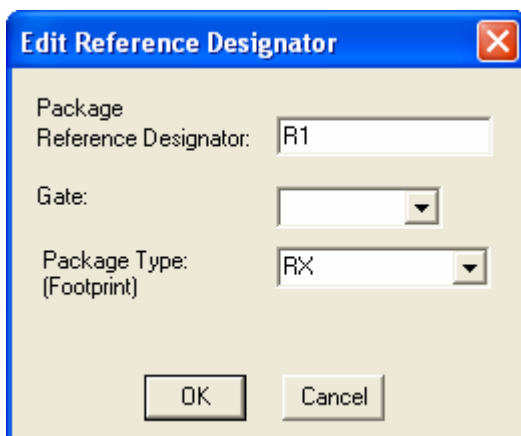 Edit Reference Designator
Package
Reference Designator: R1
Gate:
Package Type: RX
(Footprint)
OK Cancel